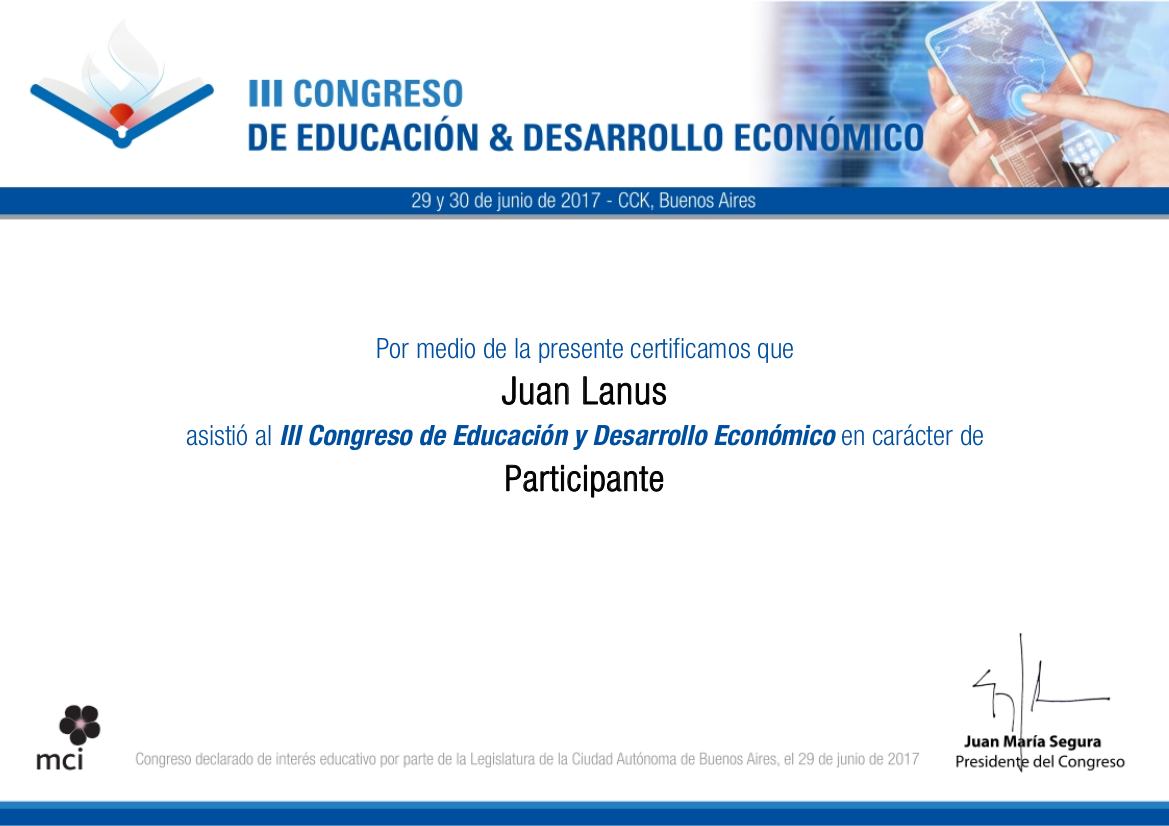 III CONGRESO
DE EDUCACIÓN & DESARROLLO ECONÓMICO
29 y 30 de junio de 2017 - CCK, Buenos Aires
Por medio de la presente certificamos que
Juan Lanus
asistió al III Congreso de Educación y Desarrollo Económico en carácter de
Participante
mci
Congreso declarado de interés educativo por parte de la Legislatura de la Ciudad Autónoma de Buenos Aires, el 29 de junio de 2017
Juan María Segura
Presidente del Congreso